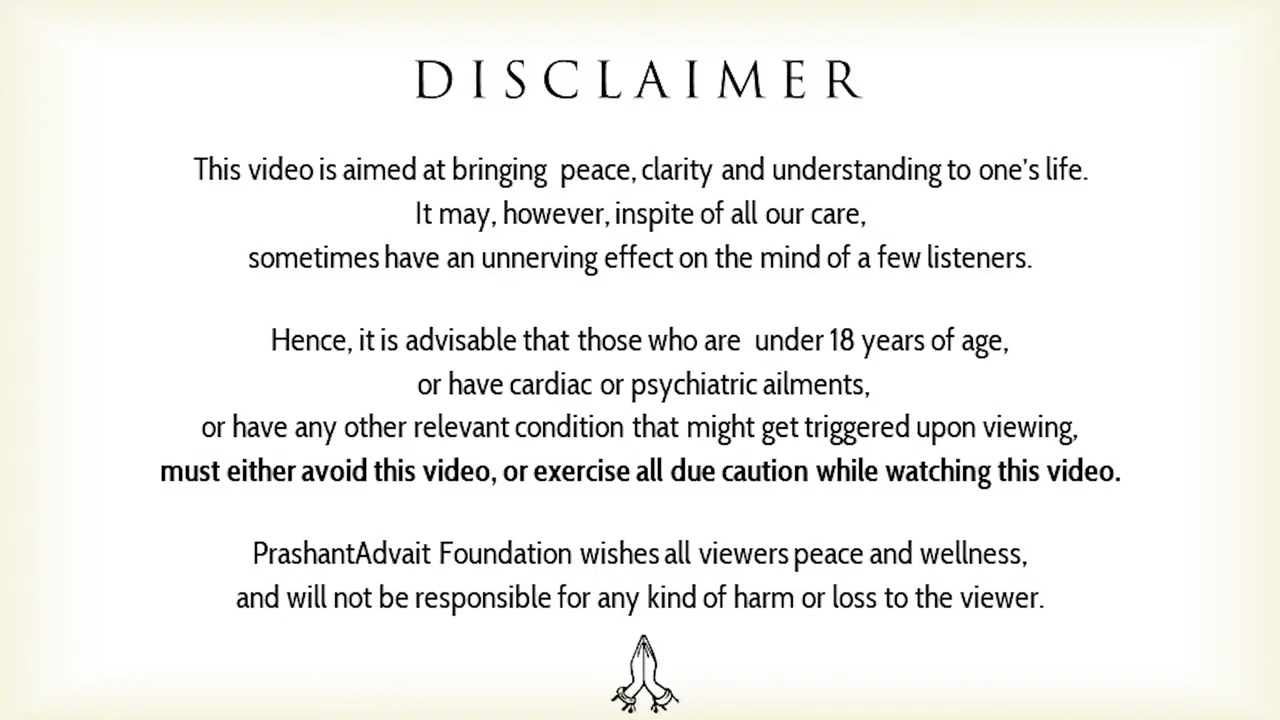 DISCLAIMER
This video is aimed at bringing peace, clarity and understanding to one's life.
It may, however, inspite of all our care,
sometimes have an unnerving effect on the mind of a few listeners.
Hence, it is advisable that those who are under 18 years of age,
or have cardiac or psychiatric ailments,
or have any other relevant condition that might get triggered upon viewing,
must either avoid this video, or exercise all due caution while watching this video.
PrashantAdvait Foundation wishes all viewers peace and wellness,
and will not be responsible for any kind of harm or loss to the viewer.